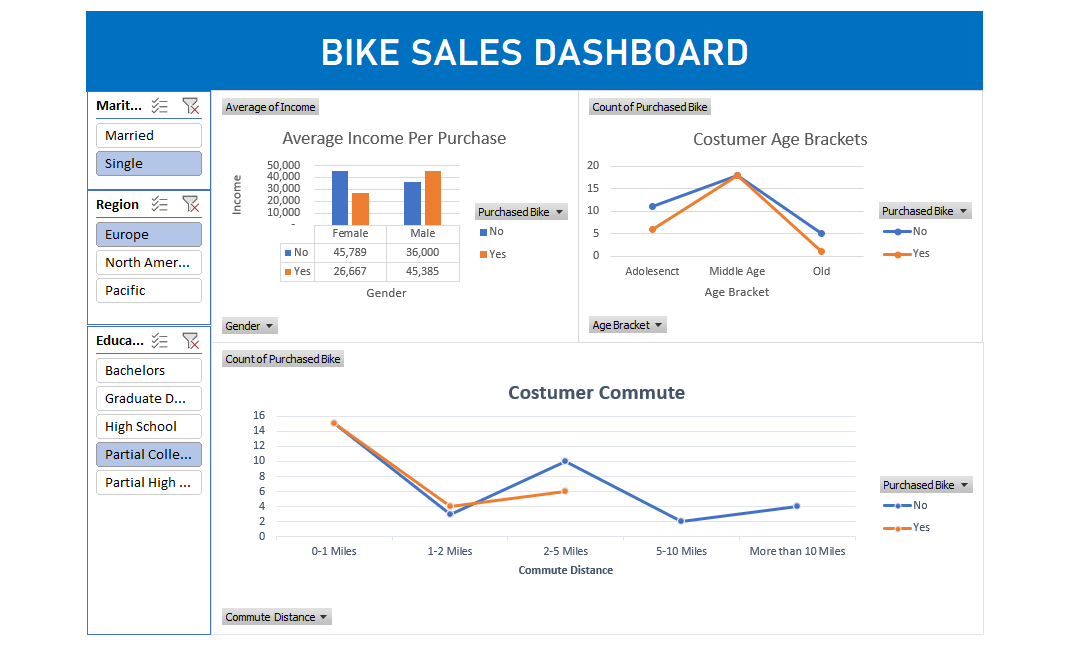 BIKE SALES DASHBOARD
Marit...
Married
Single
Region
Europe
North Amer...
Pacific
Educa...
Bachelors
Graduate D...
High School
Partial Colle...
Partial High ...
Average of Income
Average Income Per Purchase
Income
50,000
40,000
30,000
20,000
10,000
-
Female Male
No 45,789 36,000
Yes 26,667 45,385
Gender
Purchased Bike
No
Yes
Gender
Count of Purchased Bike
Costumer Age Brackets
20
15
10
5
0
Adolesenct Middle Age Old
Age Bracket
Purchased Bike
No
Yes
Age Bracket
Count of Purchased Bike
Costumer Commute
16
14
12
10
8
6
4
2
0
0-1 Miles 1-2 Miles 2-5 Miles 5-10 Miles More than 10 Miles
Commute Distance
Purchased Bike
No
Yes
Commute Distance